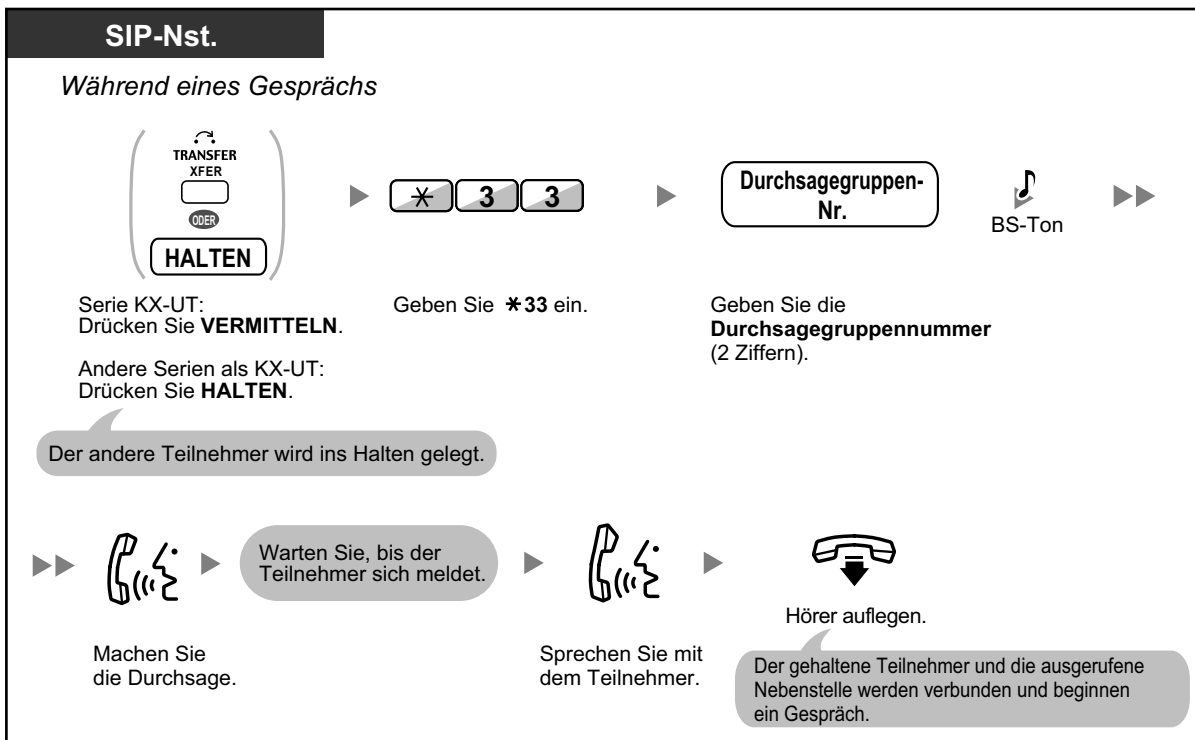 SIP-Nst.
Während eines Gesprächs
TRANSFER
XFER
ODER
HALTEN
Serie KX-UT:
Drücken Sie VERMITTELN.
Andere Serien als KX-UT:
Drücken Sie HALTEN.
Der andere Teilnehmer wird ins Halten gelegt.
* 3 3
Geben Sie *33 ein.
Durchsagegruppen-
Nr.
Geben Sie die
Durchsagegruppennummer
(2 Ziffern).
BS-Ton
Machen Sie
die Durchsage.
Warten Sie, bis der
Teilnehmer sich meldet.
Sprechen Sie mit
dem Teilnehmer.
Hörer auflegen.
Der gehaltene Teilnehmer und die ausgerufene
Nebenstelle werden verbunden und beginnen
ein Gespräch.